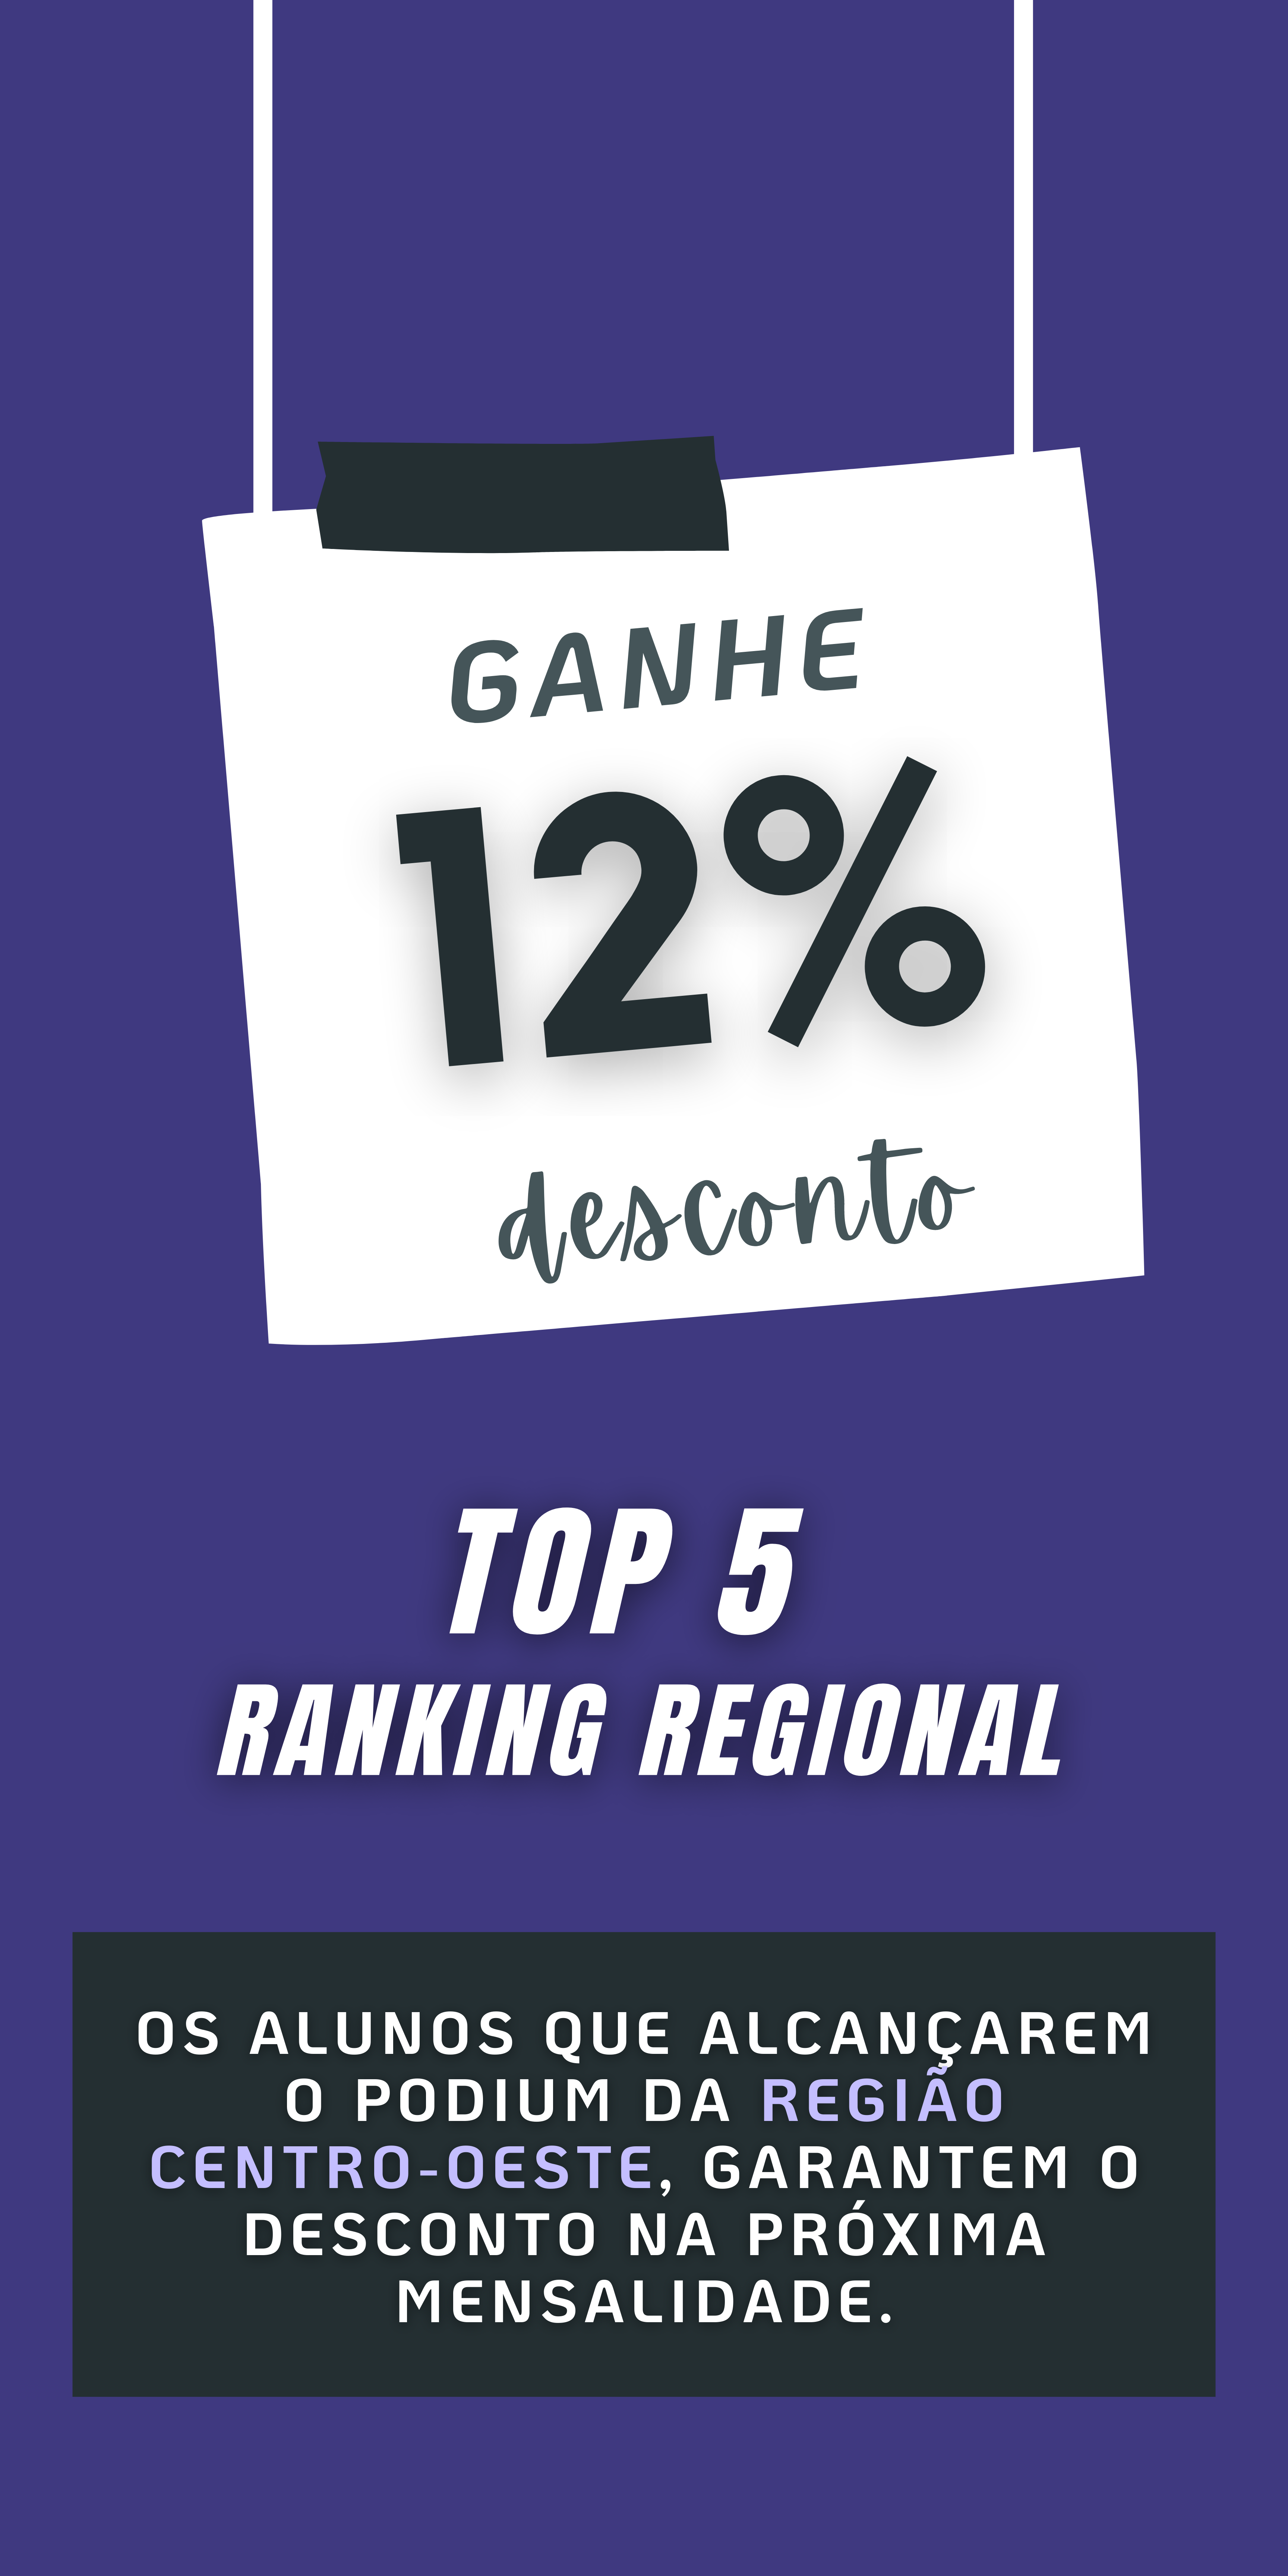 GANHE
12%
desconto
TOP 5
RANKING REGIONAL
OS ALUNOS QUE ALCANÇAREM
O PODIUM DA REGIÃO
CENTRO-OESTE, GARANTEM O
DESCONTO NA PRÓXIMA
MENSALIDADE.